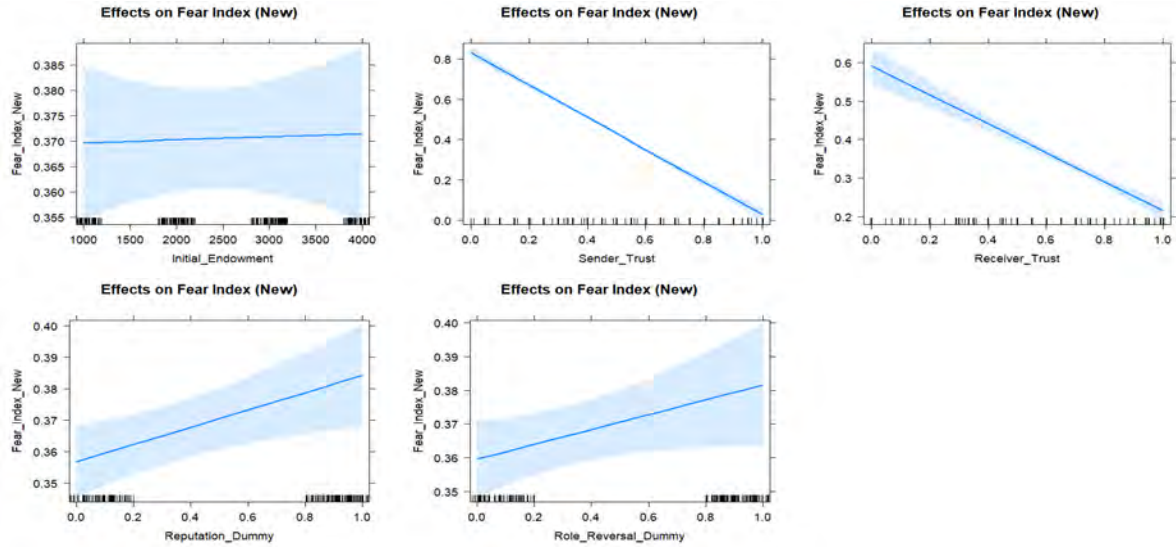 Effects on Fear Index (New)
Effects on Fear Index (New)
Effects on Fear Index (New)
Fear_Index_New
0.385
0.380
0.375
0.370
0.365
0.360
0.355
1000 1500 2000 2500 3000 3500 4000
Initial_Endowment
Fear_Index_New
0.8
0.6
0.4
0.2
0.0
0.0 0.2 0.4 0.6 0.8 1.0
Sender_Trust
Fear_Index_New
0.6
0.5
0.4
0.3
0.2
0.0 0.2 0.4 0.6 0.8 1.0
Receiver_Trust
Effects on Fear Index (New)
Effects on Fear Index (New)
Fear_Index_New
0.40
0.39
0.38
0.37
0.36
0.35
0.0 0.2 0.4 0.6 0.8 1.0
Reputation_Dummy
Fear_Index_New
0.40
0.39
0.38
0.37
0.36
0.35
0.0 0.2 0.4 0.6 0.8 1.0
Role_Reversal_Dummy